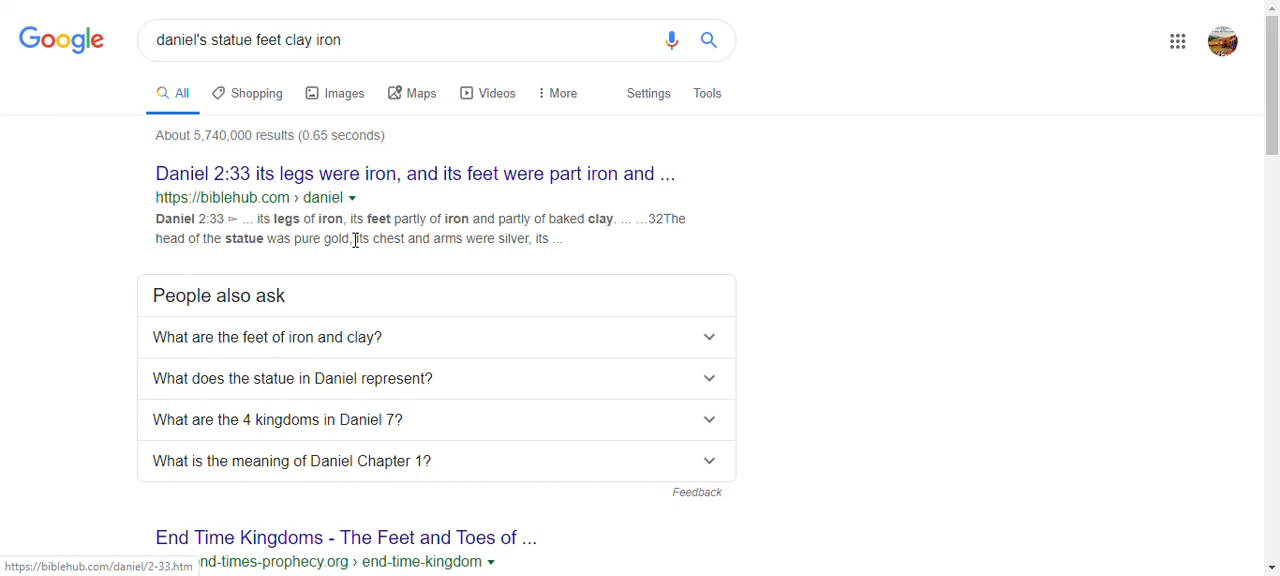 Google
daniel's statue feet clay iron
All Shopping Images Maps Videos More Settings Tools
About 5,740,000 results (0.65 seconds)
Daniel 2:33 its legs were iron, and its feet were part iron and ...
https://biblehub.com › daniel
Daniel 2:33 ▻ ... its legs of iron, its feet partly of iron and partly of baked clay. ... ...32The
head of the statue was pure gold, its chest and arms were silver, its ...
People also ask
What are the feet of iron and clay?
What does the statue in Daniel represent?
What are the 4 kingdoms in Daniel 7?
What is the meaning of Daniel Chapter 1?
Feedback
End Time Kingdoms - The Feet and Toes of ...
nd-times-prophecy.org › end-time-kingdom
https://biblehub.com/daniel/2-33.htm